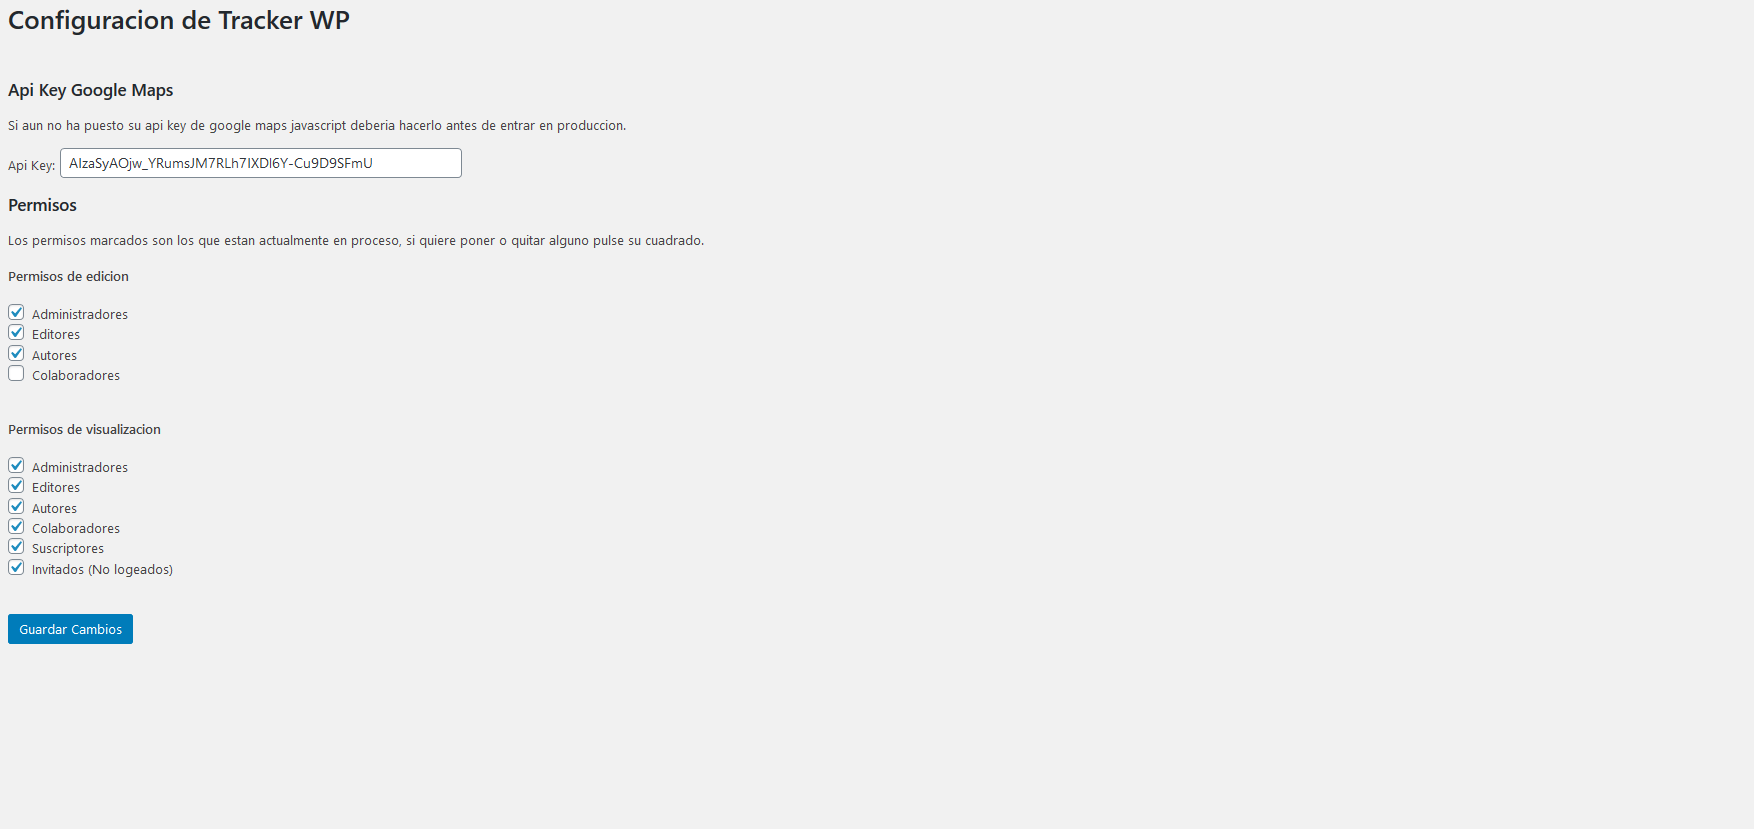 Configuracion de Tracker WP
Api Key Google Maps
Si aun no ha puesto su api key de google maps javascript deberia hacerlo antes de entrar en produccion.
Api Key: AIzaSyAOjw_YRumsJM7RLh7IXDI6Y-Cu9D9SFmU
Permisos
Los permisos marcados son los que estan actualmente en proceso, si quiere poner o quitar alguno pulse su cuadrado.
Permisos de edicion
Administradores
Editores
Autores
Colaboradores
Permisos de visualizacion
Administradores
Editores
Autores
Colaboradores
Suscriptores
Invitados (No logeados)
Guardar Cambios